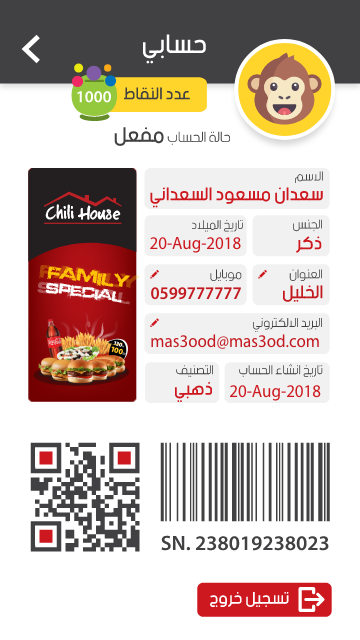 حسابي
عدد النقاط
1000
حالة الحساب مفعل
Chili House
FAMILY
SPECIAL
الاسم
سعدان مسعود السعداني
الجنس
ذكر
تاريخ الميلاد
20-Aug-2018
العنوان
الخليل
موبايل
0599777777
البريد الالكتروني
mas3ood@mas3od.com
تاريخ انشاء الحساب
20-Aug-2018
التصنيف
ذهبي
SN. 238019238023
تسجيل خروج